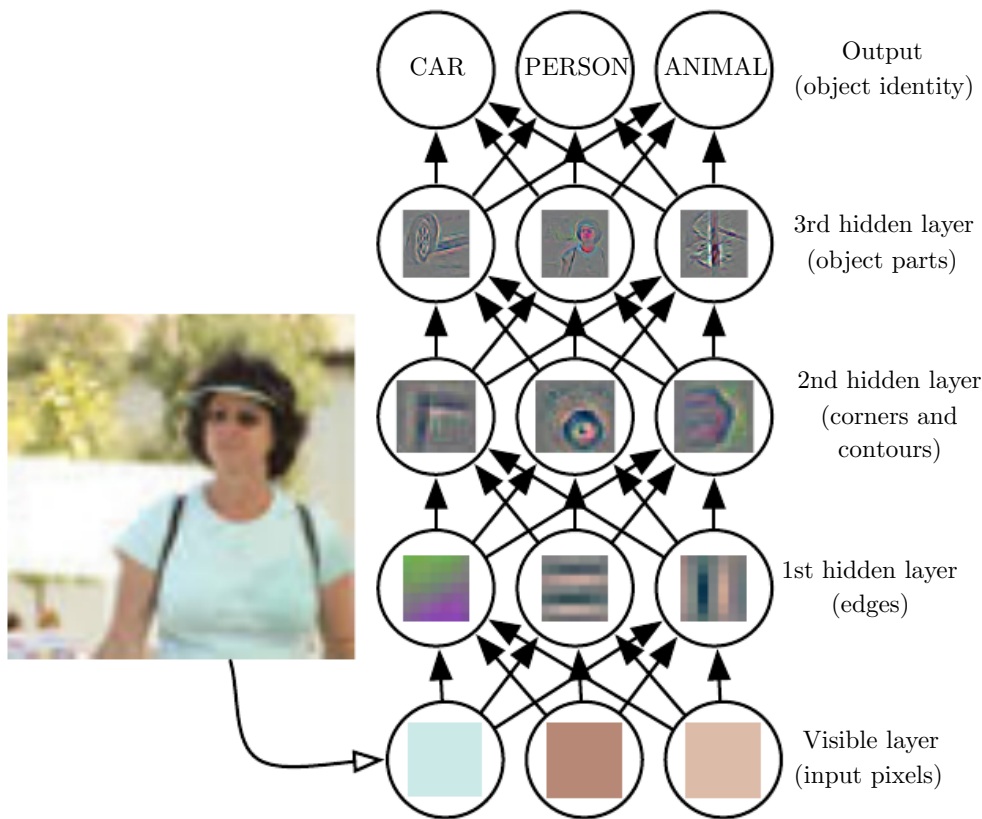 CAR
PERSON
ANIMAL
Output
(object identity)
3rd hidden layer
(object parts)
2nd hidden layer
(corners and
contours)
1st hidden layer
(edges)
Visible layer
(input pixels)